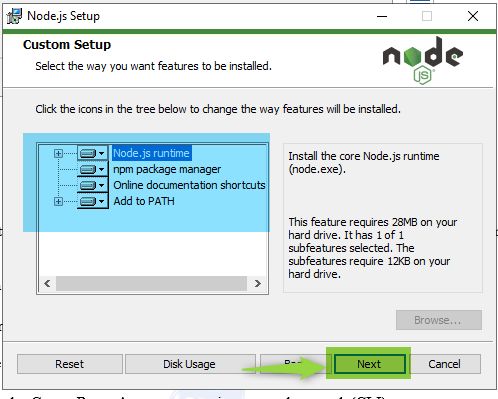 Node.js Setup
Custom Setup
Select the way you want features to be installed.
node
JS
Click the icons in the tree below to change the way features will be installed.
Node.js runtime
npm package manager
Online documentation shortcuts
Add to PATH
Install the core Node.js runtime
(node.exe).
This feature requires 28MB on your
hard drive. It has 1 of 1
subfeatures selected. The
subfeatures require 12KB on your
hard drive.
Browse...
Reset
Disk Usage
Next
Cancel